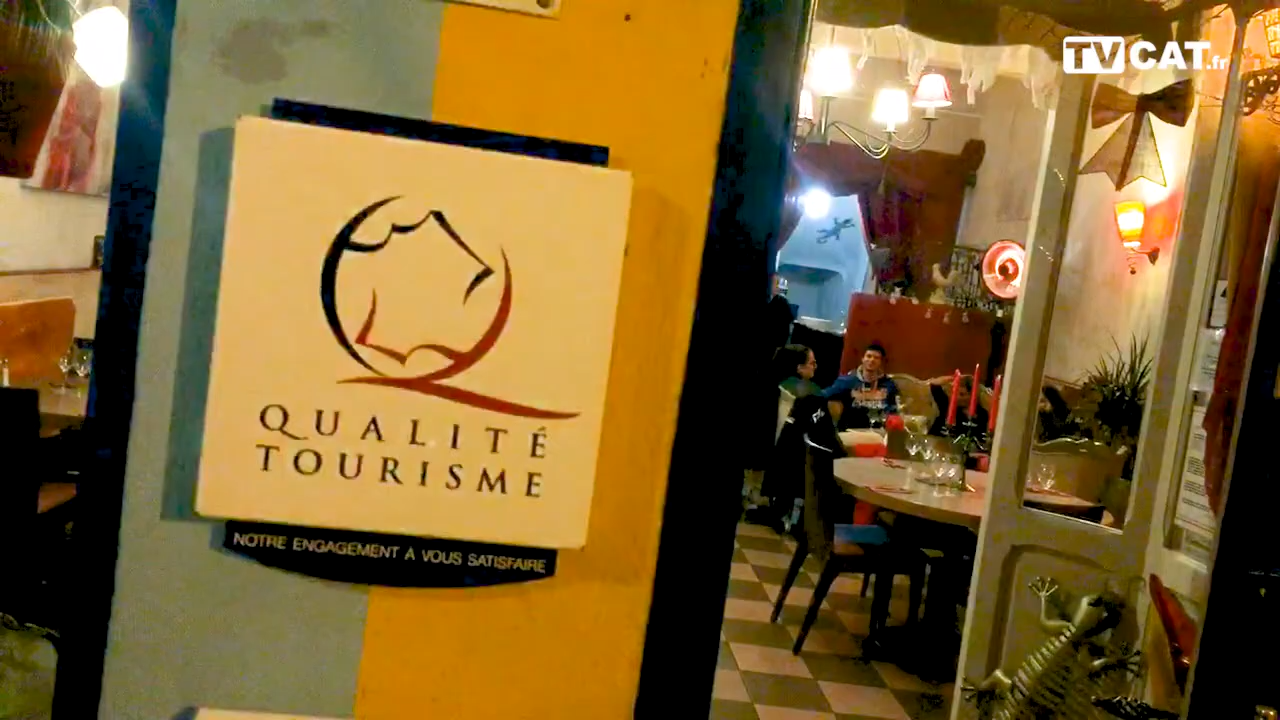 TVCAT.fr
QUALITÉ
TOURISME
NOTRE ENGAGEMENT À VOUS SATISFAIRE